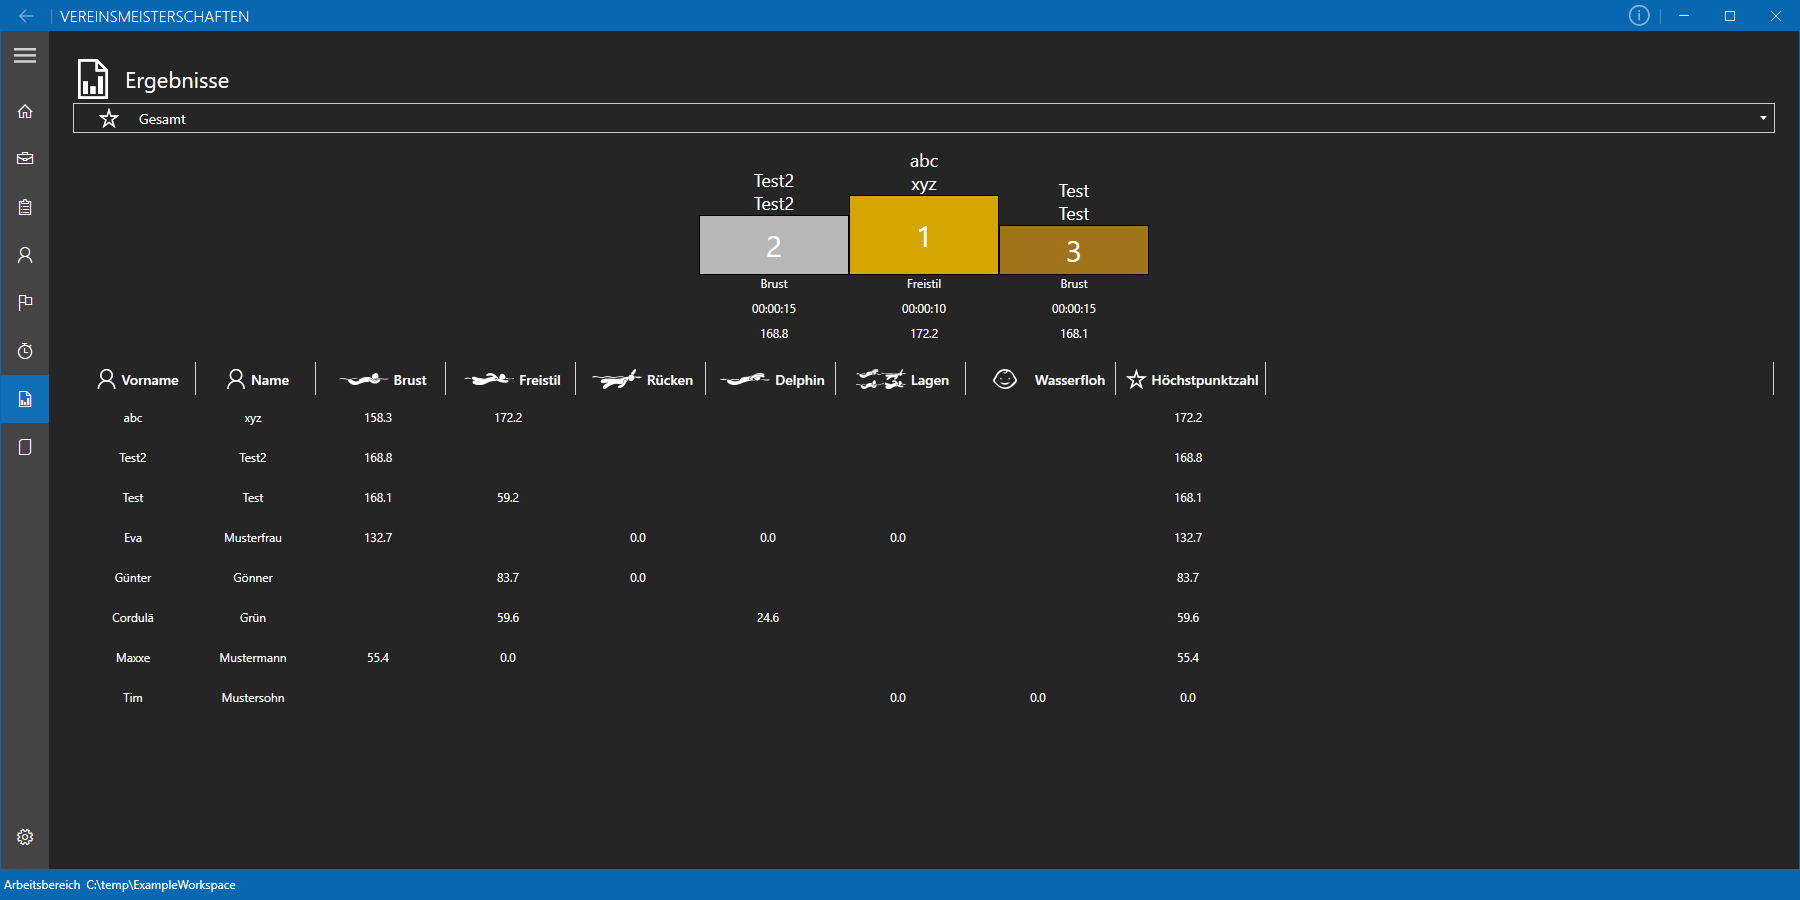 VEREINSMEISTERSCHAFTEN
Ergebnisse
Gesamt
abc
xyz
Test2
Test2
Test
Test
2
1
3
Brust Freistil Brust
00:00:15 00:00:10 00:00:15
168.8 172.2 168.1
Vorname Name Brust Freistil Rücken Delphin Lagen Wasserfloh Höchstpunktzahl
abc xyz 158.3 172.2 172.2
Test2 Test2 168.8 168.8
Test Test 168.1 59.2 168.1
Eva Musterfrau 132.7 0.0 0.0 0.0 132.7
Günter Gönner 83.7 0.0 83.7
Cordulä Grün 59.6 24.6 59.6
Maxxe Mustermann 55.4 0.0 55.4
Tim Mustersohn 0.0 0.0 0.0
Arbeitsbereich C:\temp\ExampleWorkspace